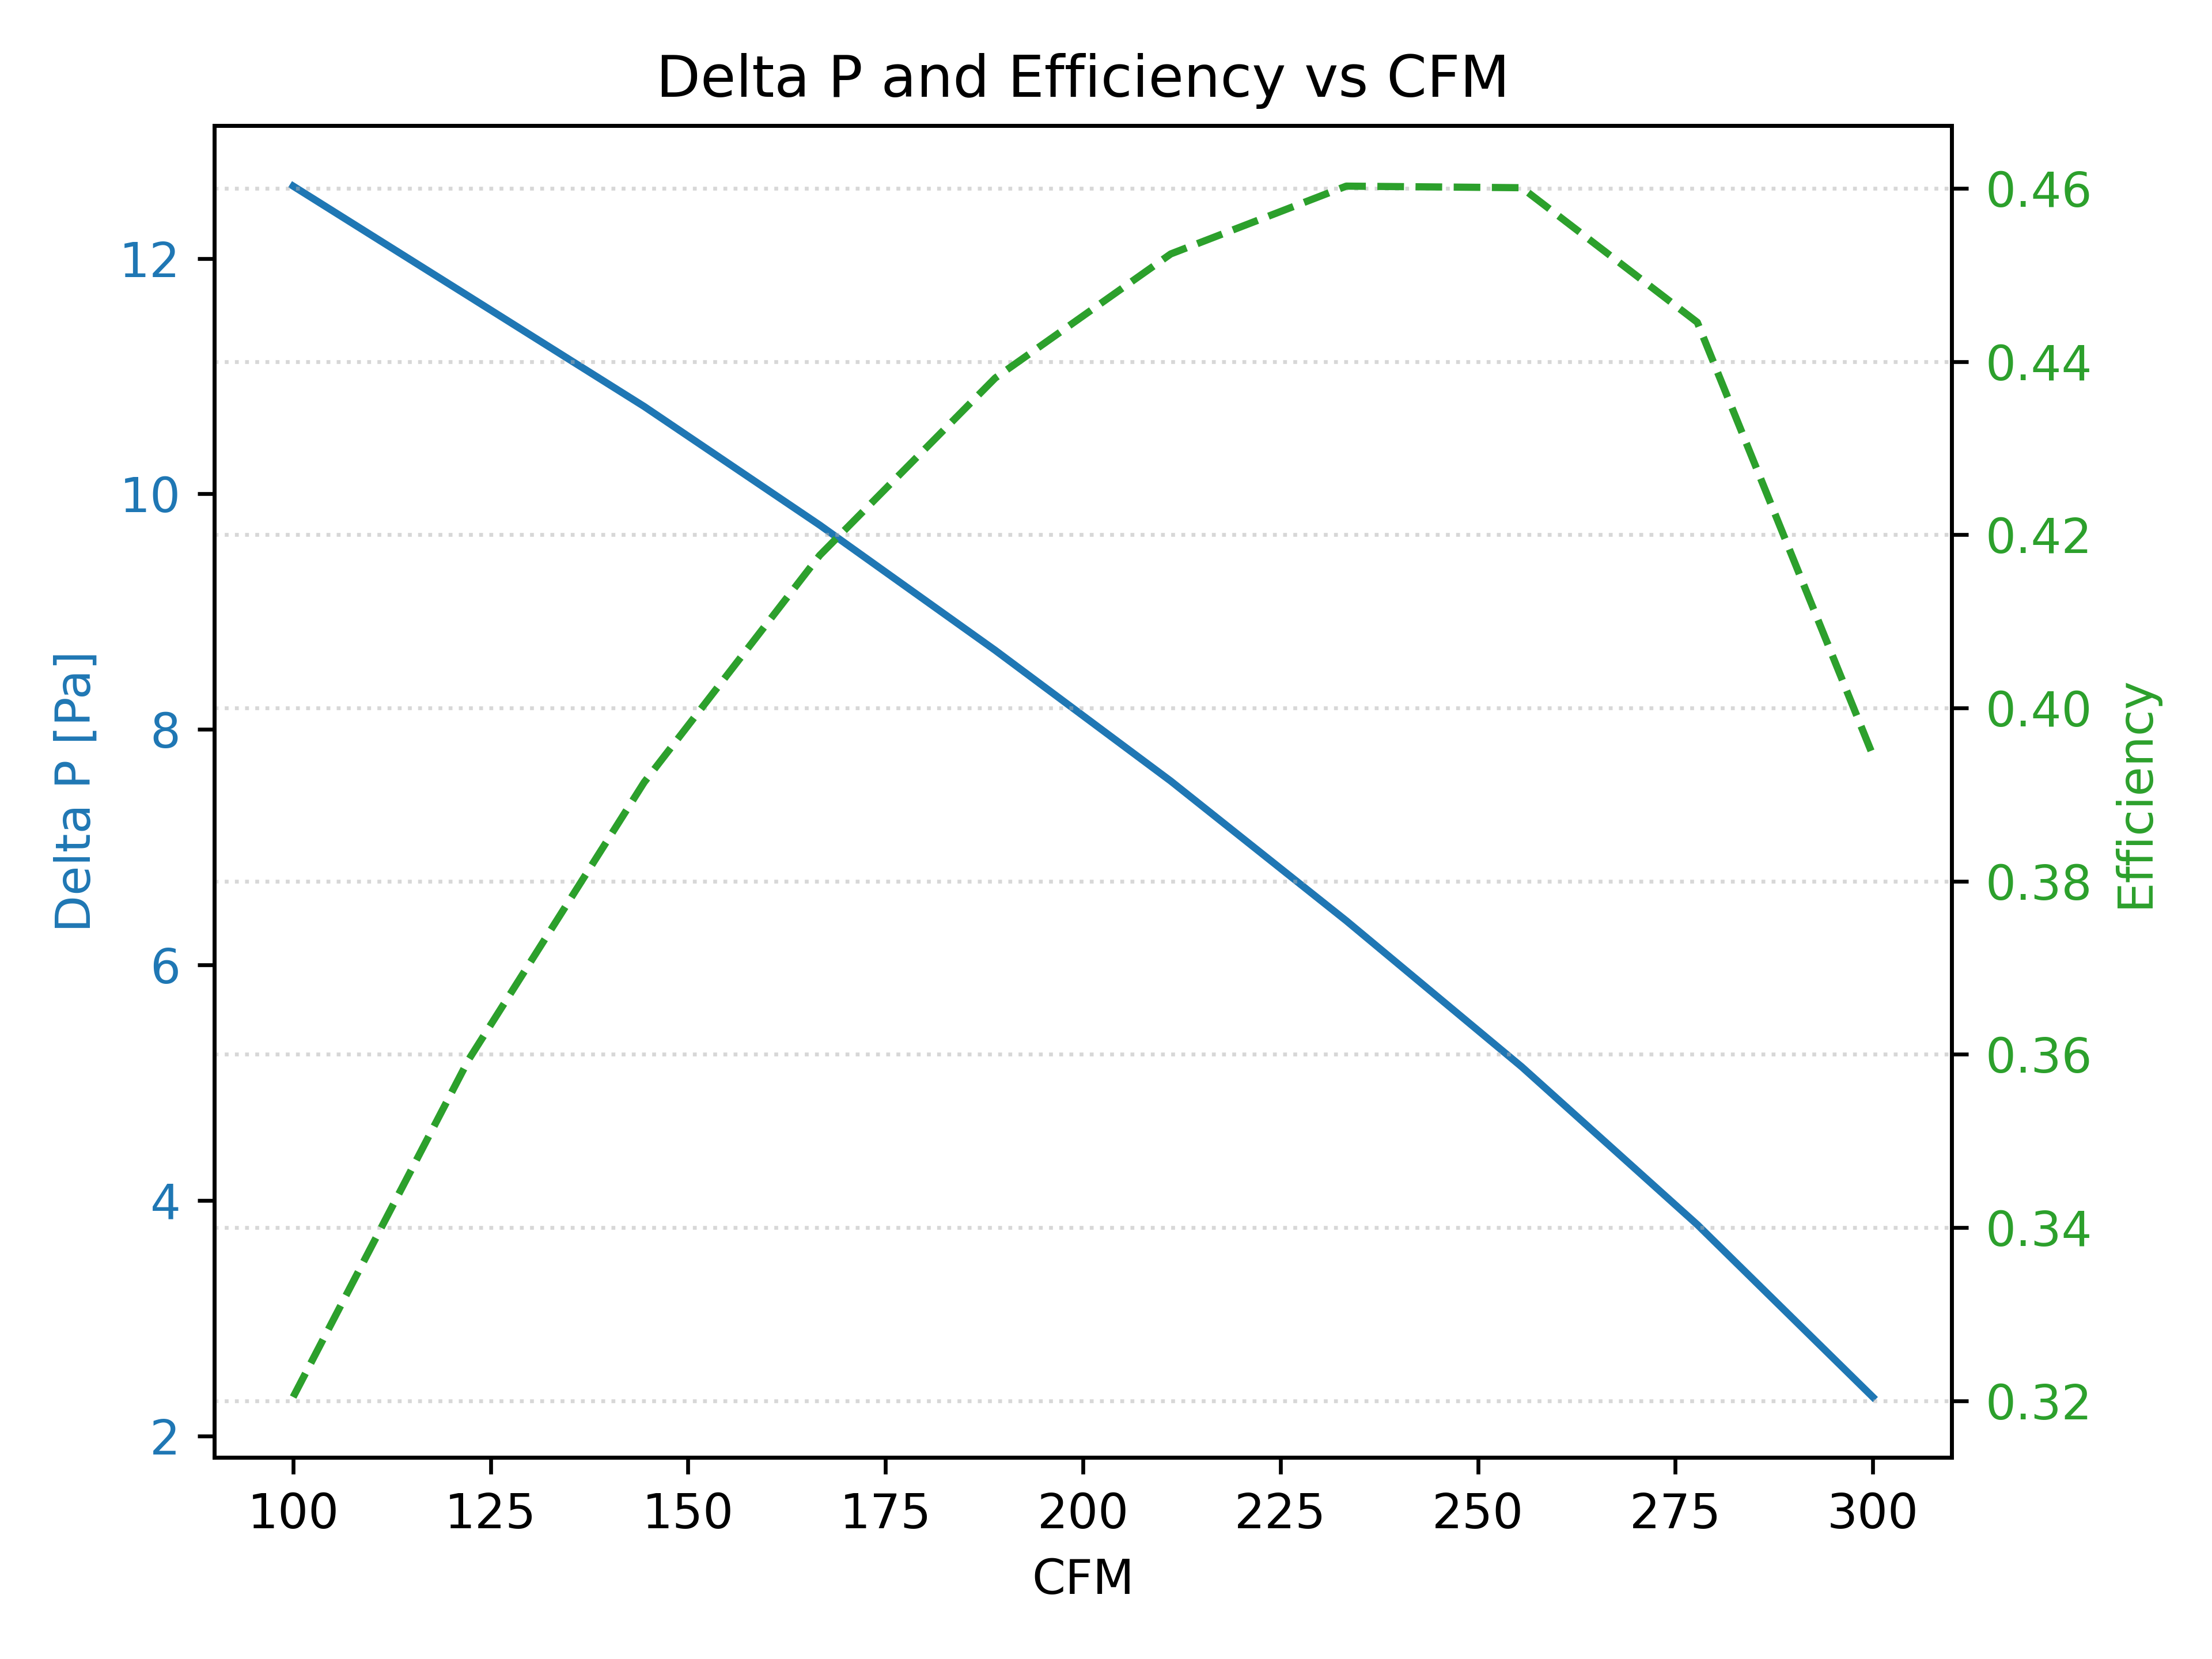 Delta P and Efficiency vs CFM
Delta P [Pa]
12
10
8
6
4
2
0.46
0.44
0.42
0.40
0.38
0.36
0.34
0.32
Efficiency
100 125 150 175 200 225 250 275 300
CFM